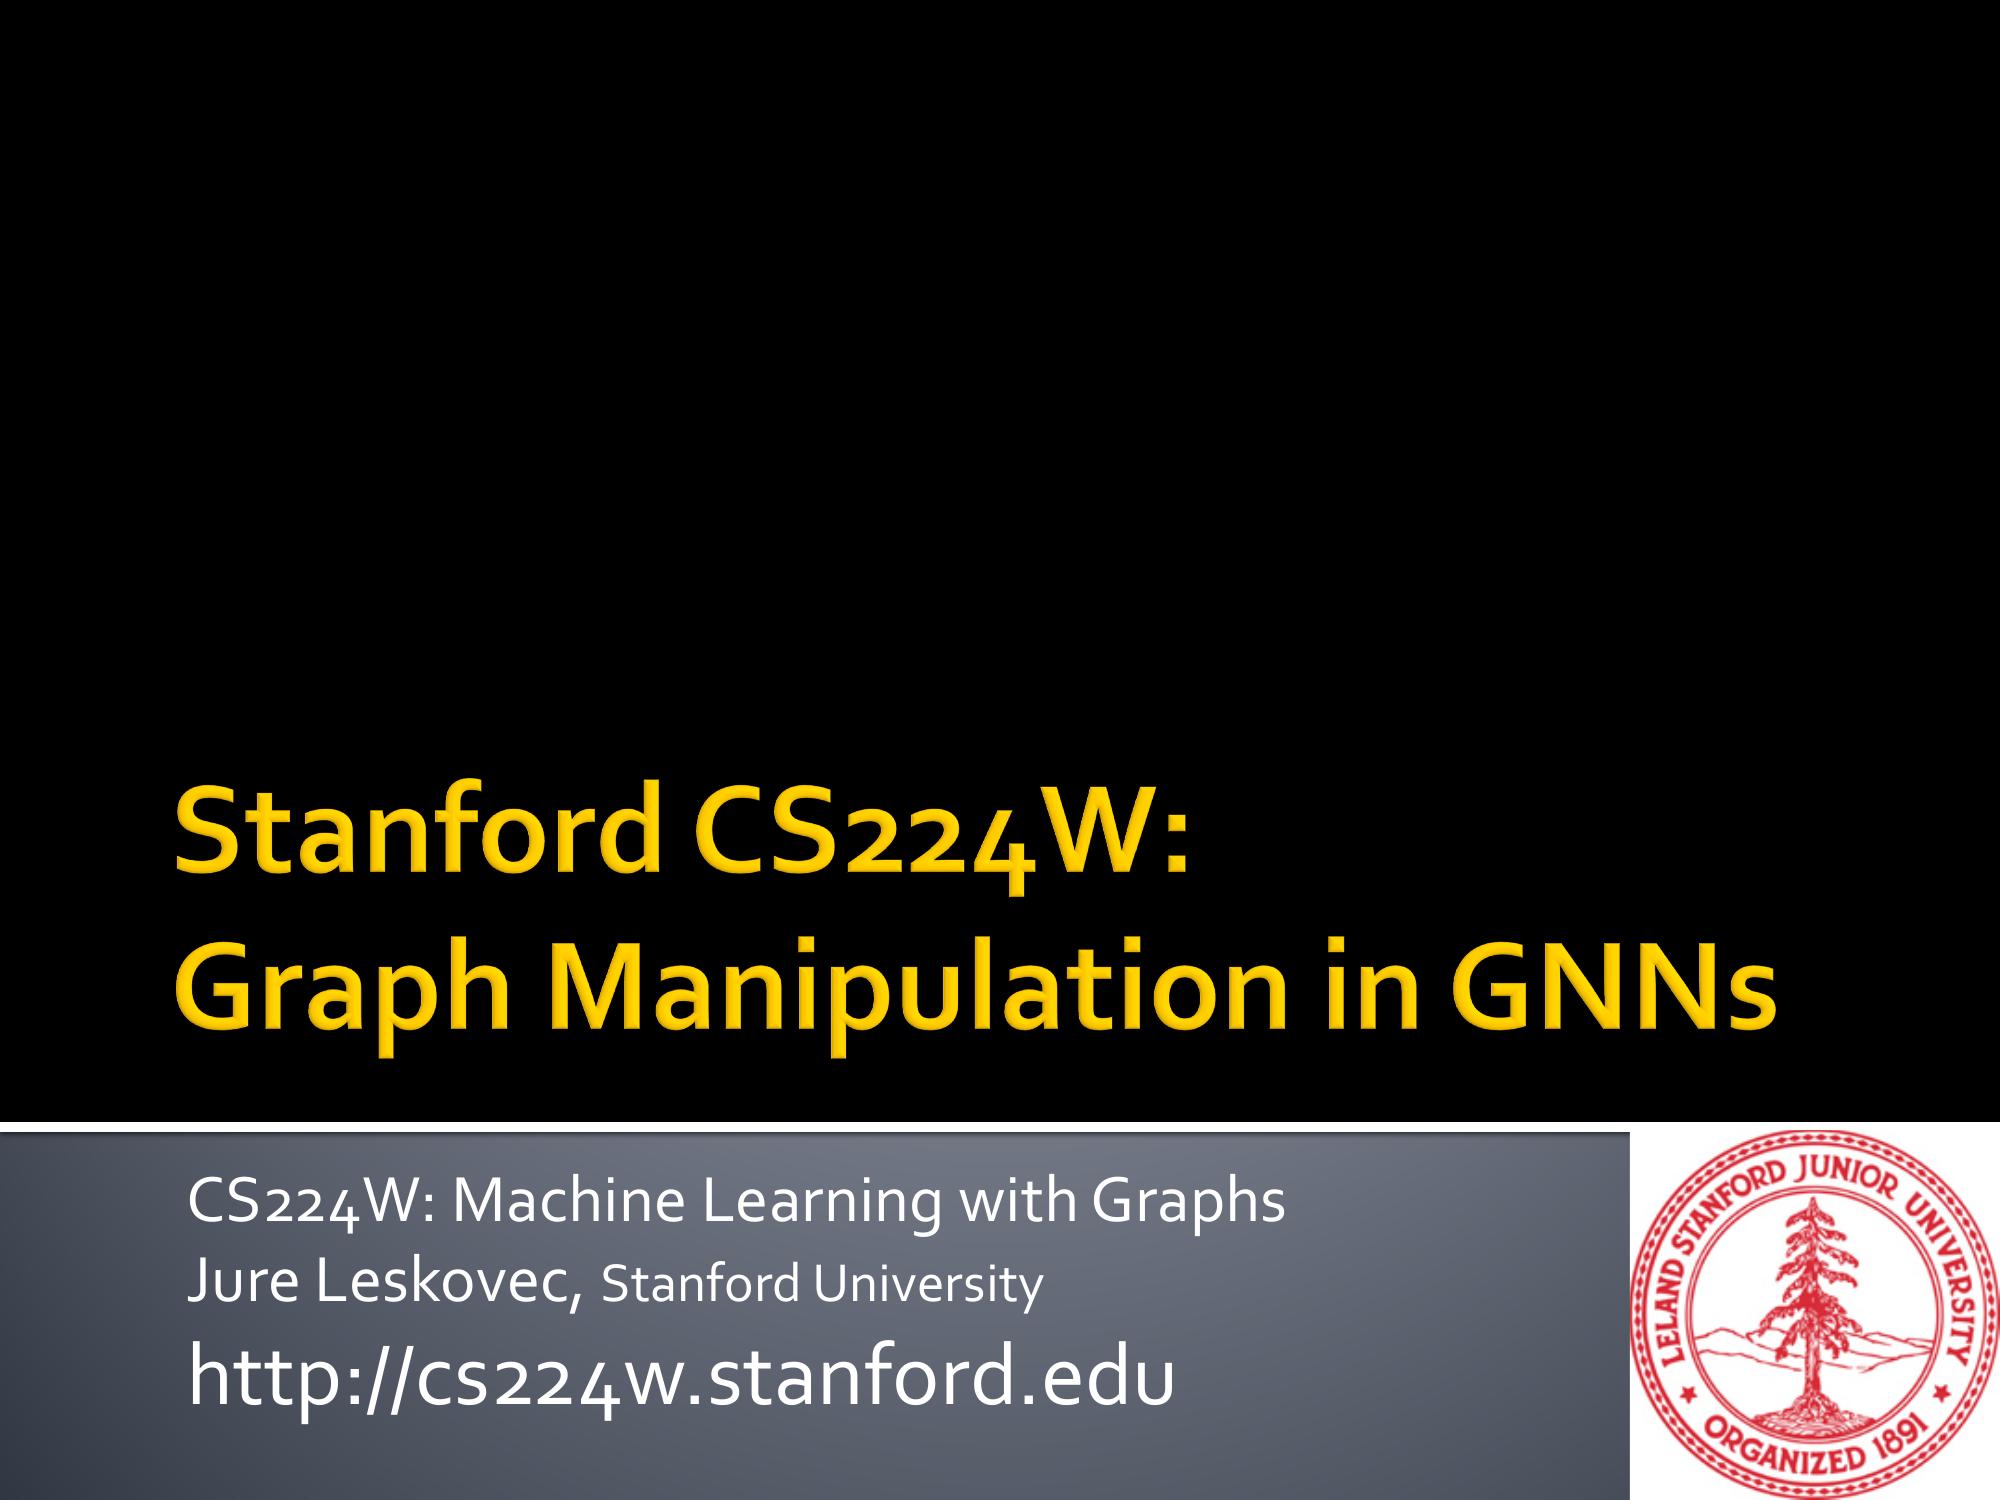 Stanford CS224W:
Graph Manipulation in GNNs
CS224W: Machine Learning with Graphs
Jure Leskovec, Stanford University
http://cs224w.stanford.edu
LELAND STANFORD JUNIOR UNIVERSITY
ORGANIZED 1891